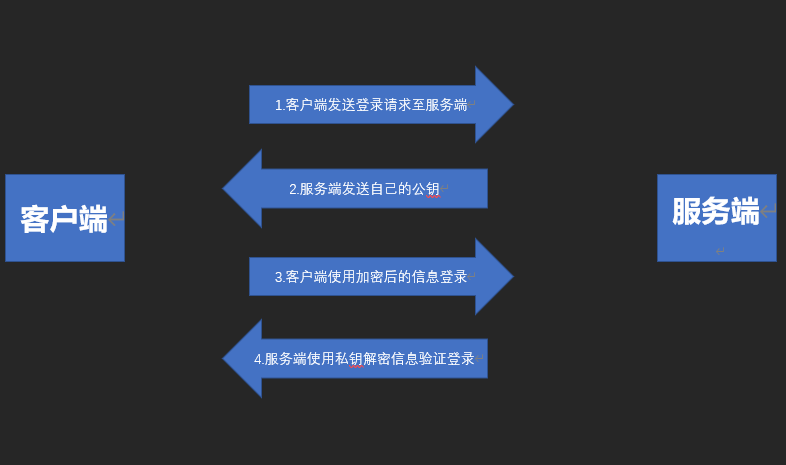 1.客户端发送登录请求至服务端
2.服务端发送自己的公钥
客户端
服务端
3.客户端使用加密后的信息登录
4.服务端使用私钥解密信息验证登录